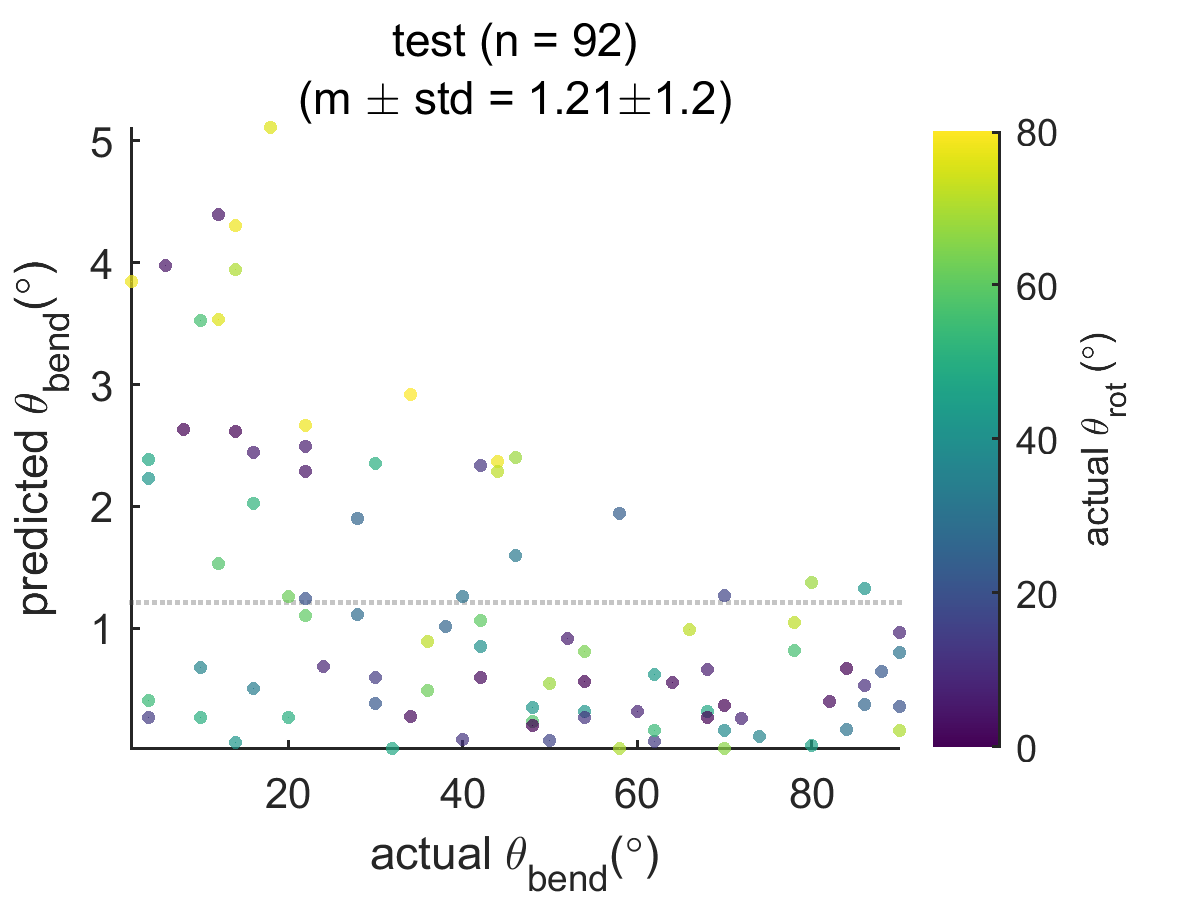 test (n = 92)
(m ± std = 1.21±1.2)
predicted θbend(°)
5
4
3
2
1
20
40
60
80
actual θbend(°)
80
60
40
20
0
actual θrot (°)